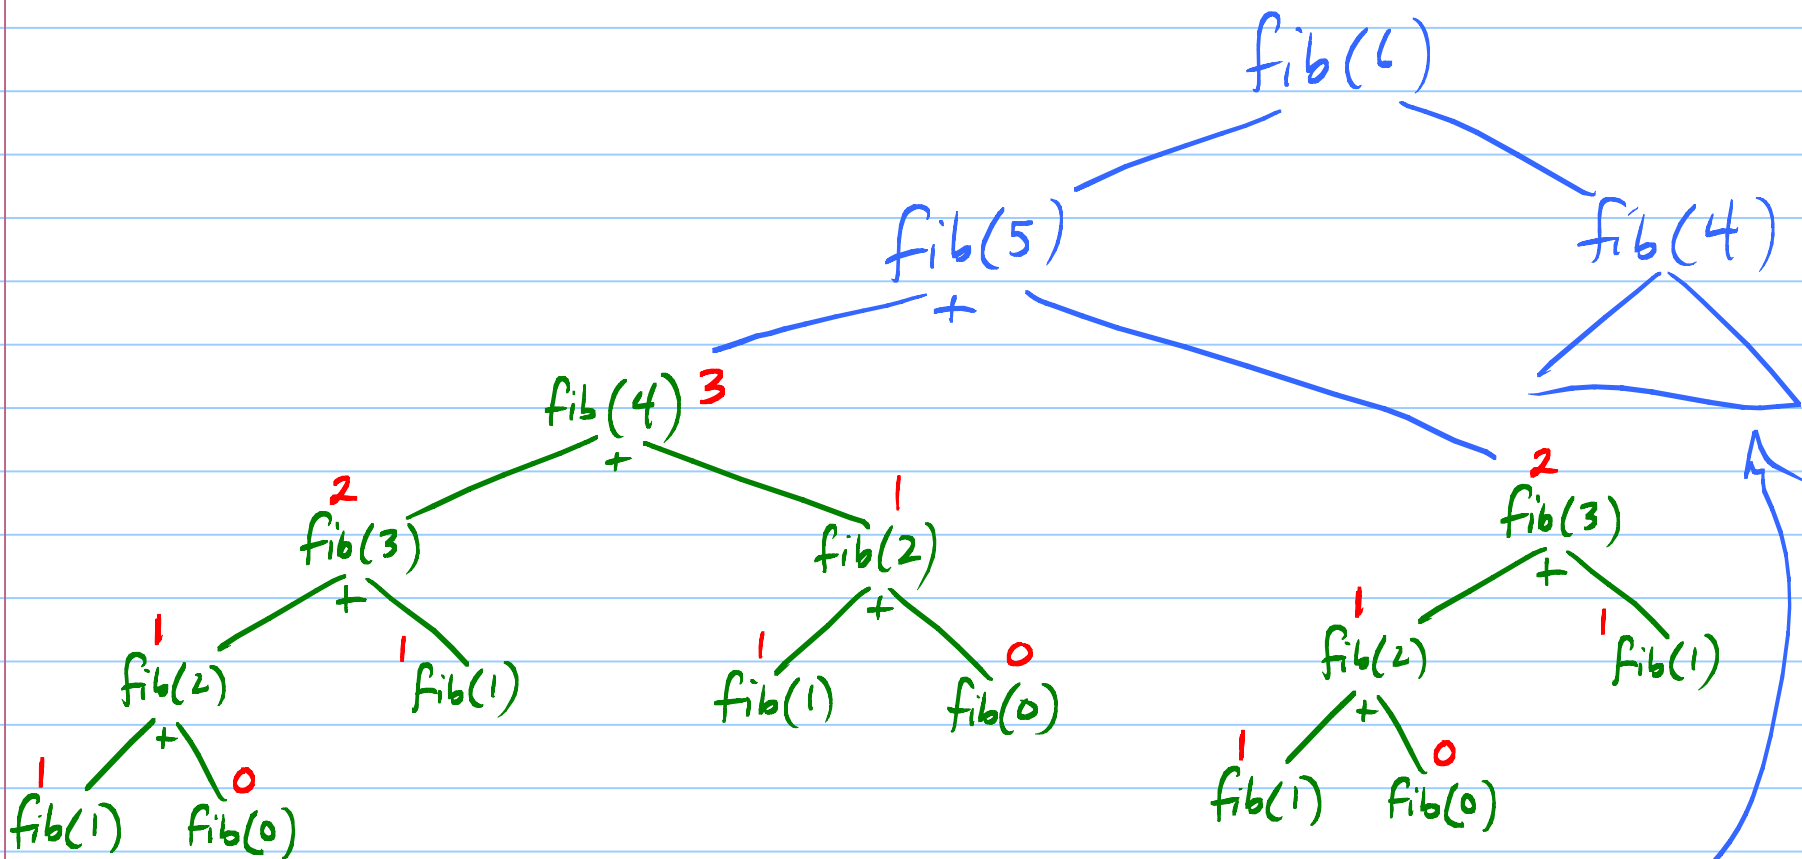 fib(6)
fib(5) fib(4)
+
fib(4) 3
+
2 1 2
fib(3) fib(2) fib(3)
+ + +
1 1 1 0 1 1
fib(2) fib(1) fib(1) fib(0) fib(2) fib(1)
+ +
1 0 1 0
fib(1) fib(0) fib(1) fib(0)